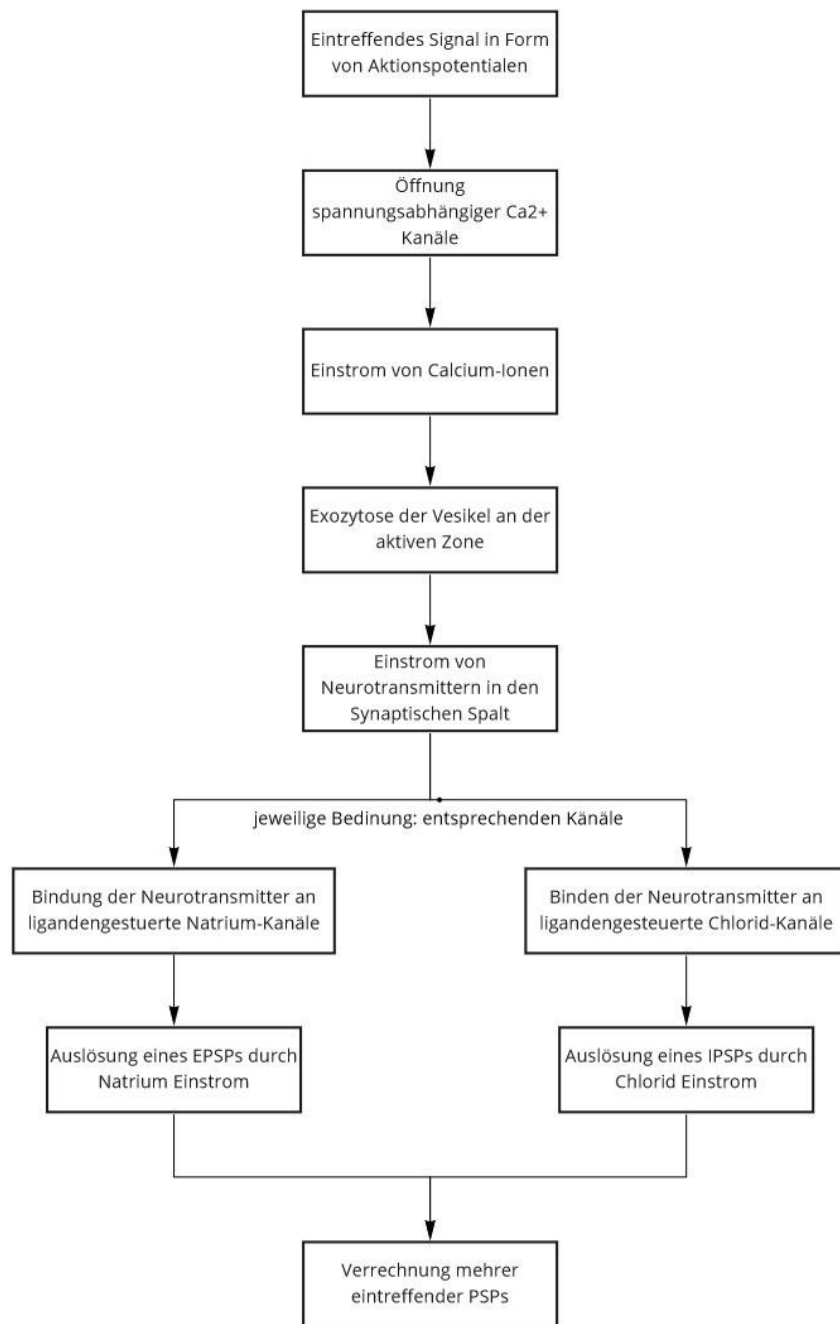 Eintreffendes Signal in Form
von Aktionspotentialen
Öffnung
spannungsabhängiger Ca2+
Kanäle
Einstrom von Calcium-Ionen
Exozytose der Vesikel an der
aktiven Zone
Einstrom von
Neurotransmittern in den
Synaptischen Spalt
jeweilige Bedinung: entsprechenden Känäle
Bindung der Neurotransmitter an
ligandengestuerte Natrium-Kanäle
Binden der Neurotransmitter an
ligandengesteuerte Chlorid-Kanäle
Auslösung eines EPSPs durch
Natrium Einstrom
Auslösung eines IPSPs durch
Chlorid Einstrom
Verrechnung mehrer
eintreffender PSPs